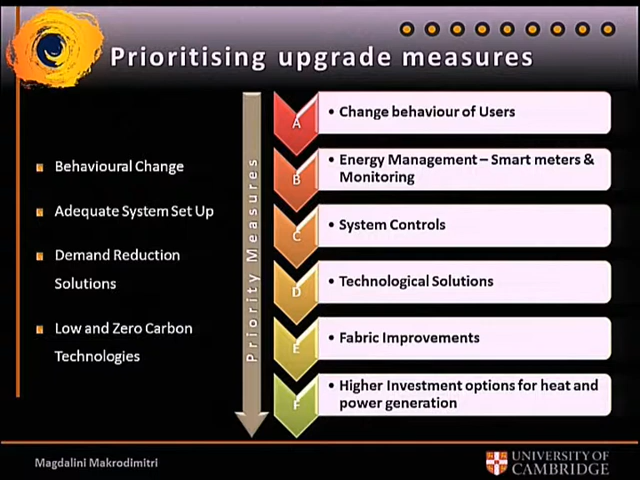 Prioritising upgrade measures
Behavioural Change
Adequate System Set Up
Demand Reduction
Solutions
Low and Zero Carbon
Technologies
Priority Measures
A
• Change behaviour of Users
B
• Energy Management – Smart meters &
Monitoring
C
• System Controls
D
• Technological Solutions
E
• Fabric Improvements
F
• Higher Investment options for heat and
power generation
Magdalini Makrodimitri
UNIVERSITY OF
CAMBRIDGE